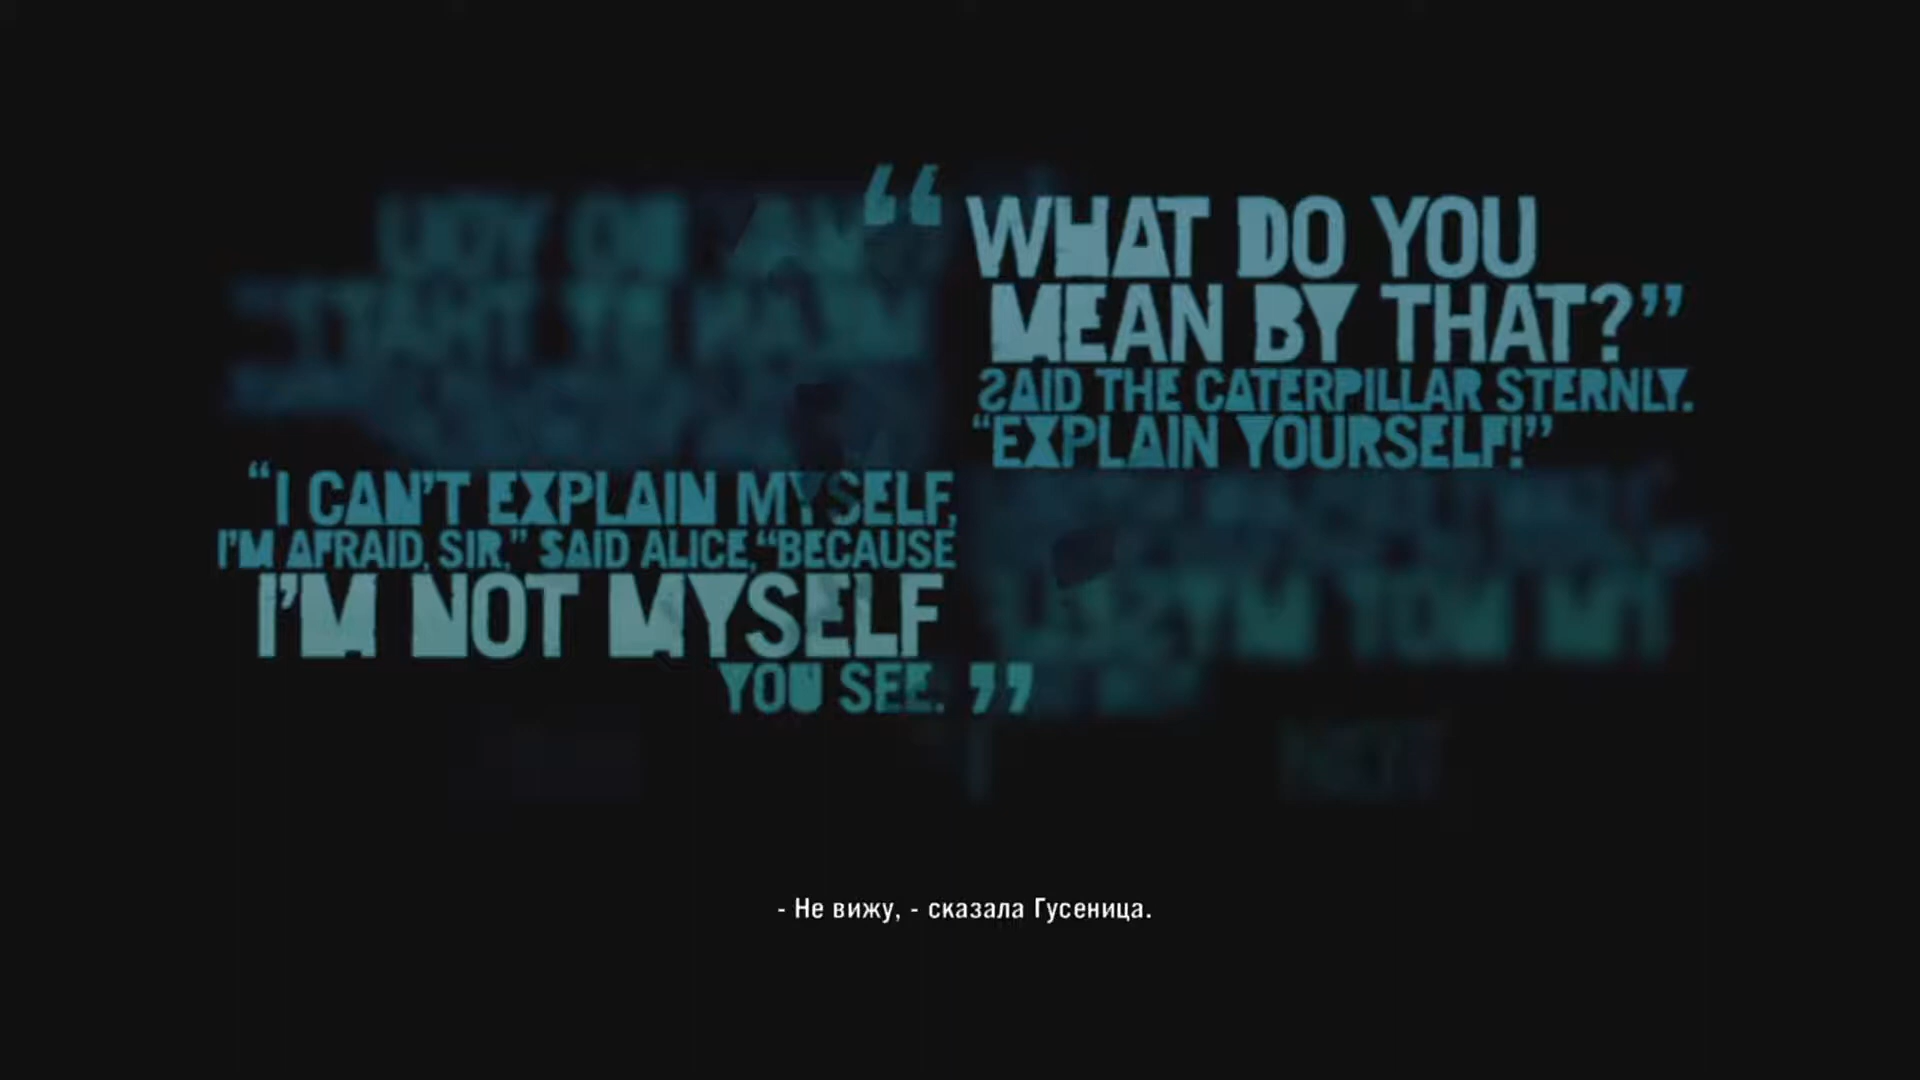 “ WHAT DO YOU
MEAN BY THAT?”
SAID THE CATERPILLAR STERNLY.
“EXPLAIN YOURSELF!”
“I CAN’T EXPLAIN MYSELF,
I’M AFRAID, SIR,” SAID ALICE, “BECAUSE
I’M NOT MYSELF
YOU SEE. ”
- Не вижу, - сказала Гусеница.